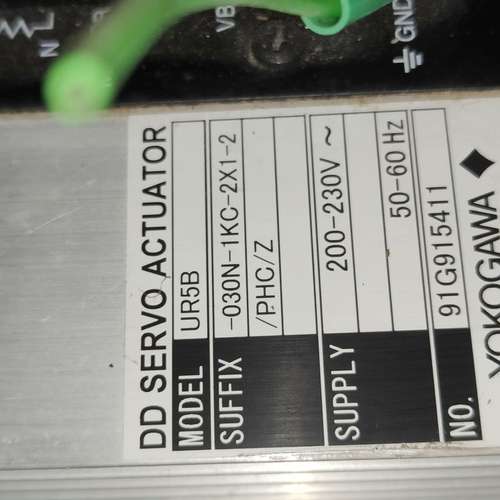 N
VB
GND
DD SERVO ACTUATOR
MODEL UR5B
SUFFIX -030N-1KC-2X1-2
/PHC/Z
SUPPLY 200-230V ~
50-60 Hz
NO. 91G915411
YOKOGAWA